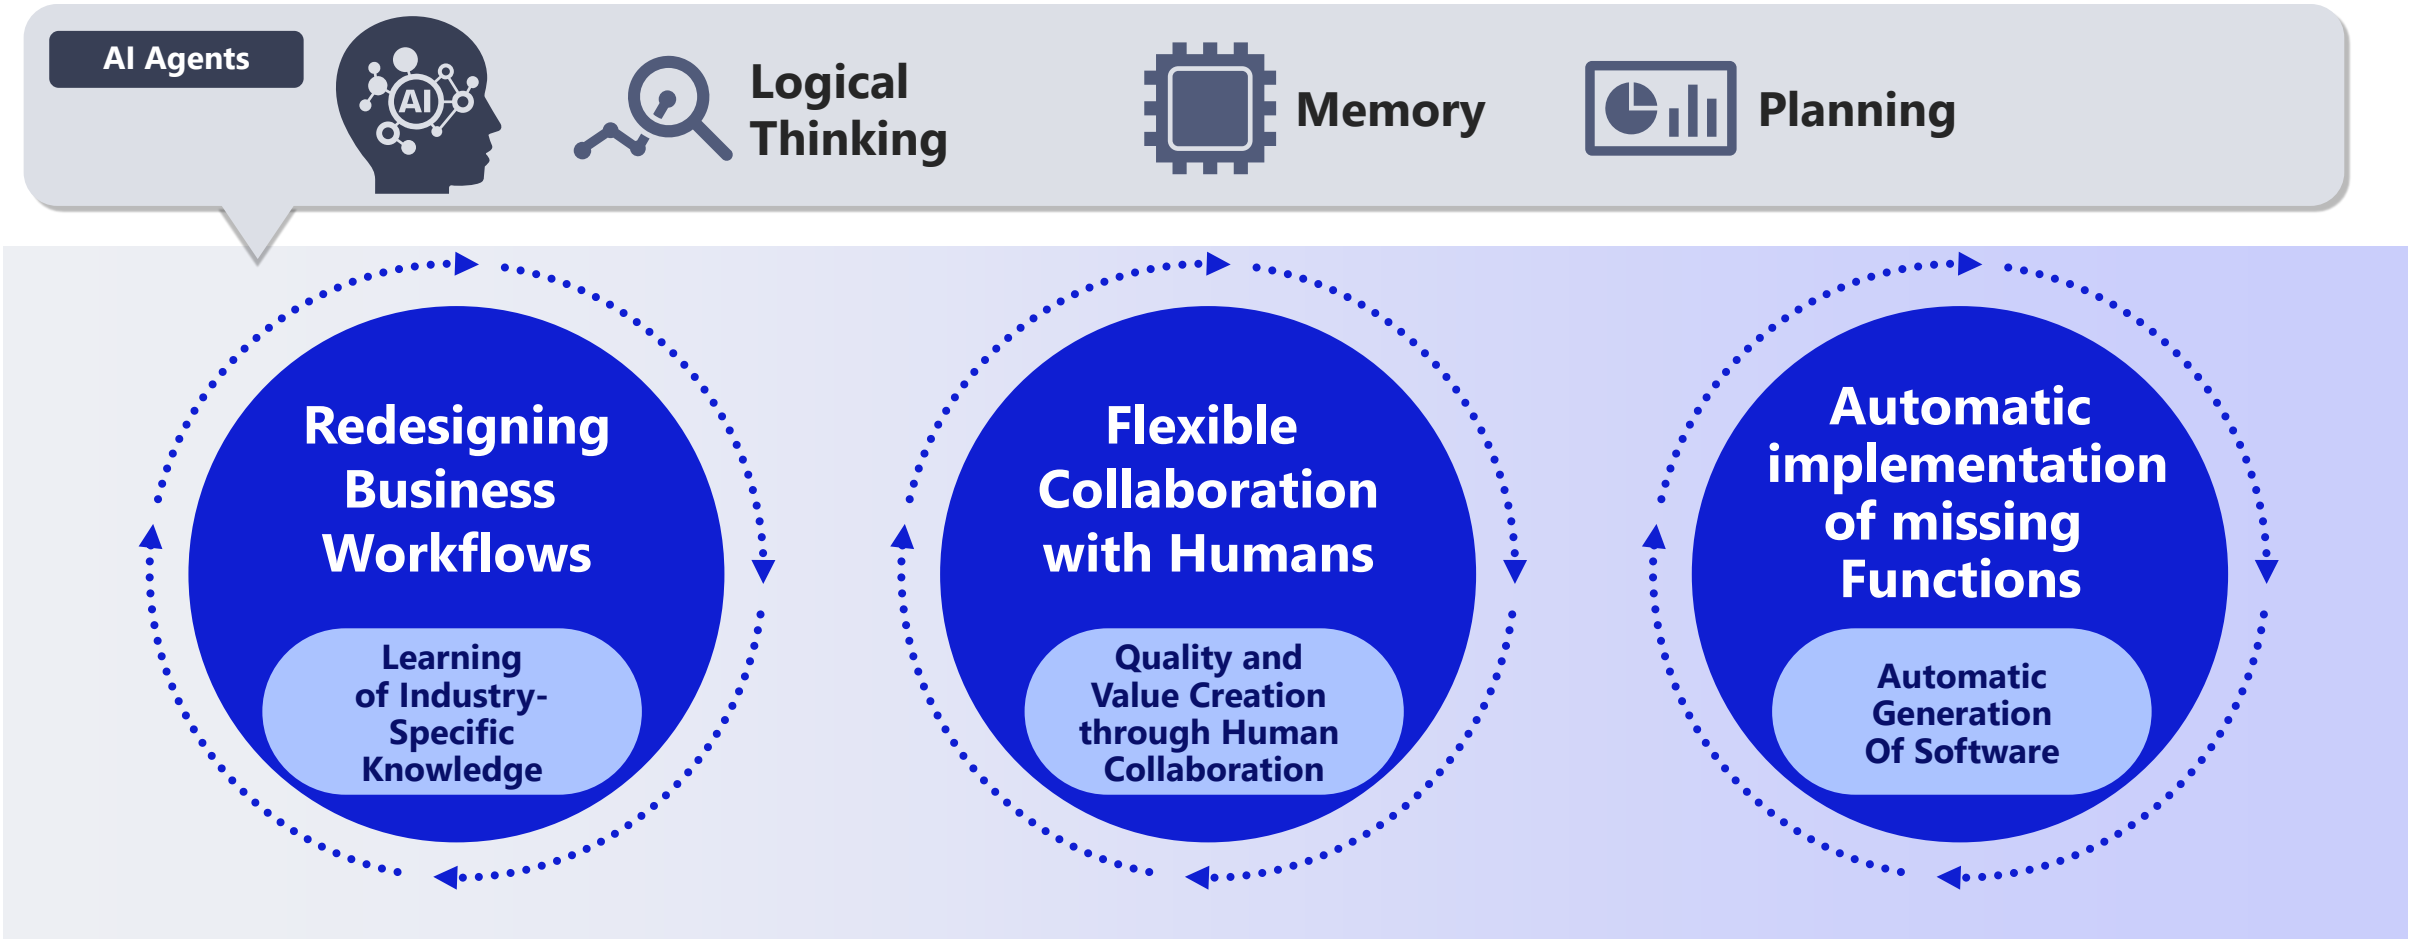 AI Agents
AI
Logical
Thinking
Memory
Planning
Redesigning
Business
Workflows
Learning
of Industry-
Specific
Knowledge
Flexible
Collaboration
with Humans
Quality and
Value Creation
through Human
Collaboration
Automatic
implementation
of missing
Functions
Automatic
Generation
Of Software